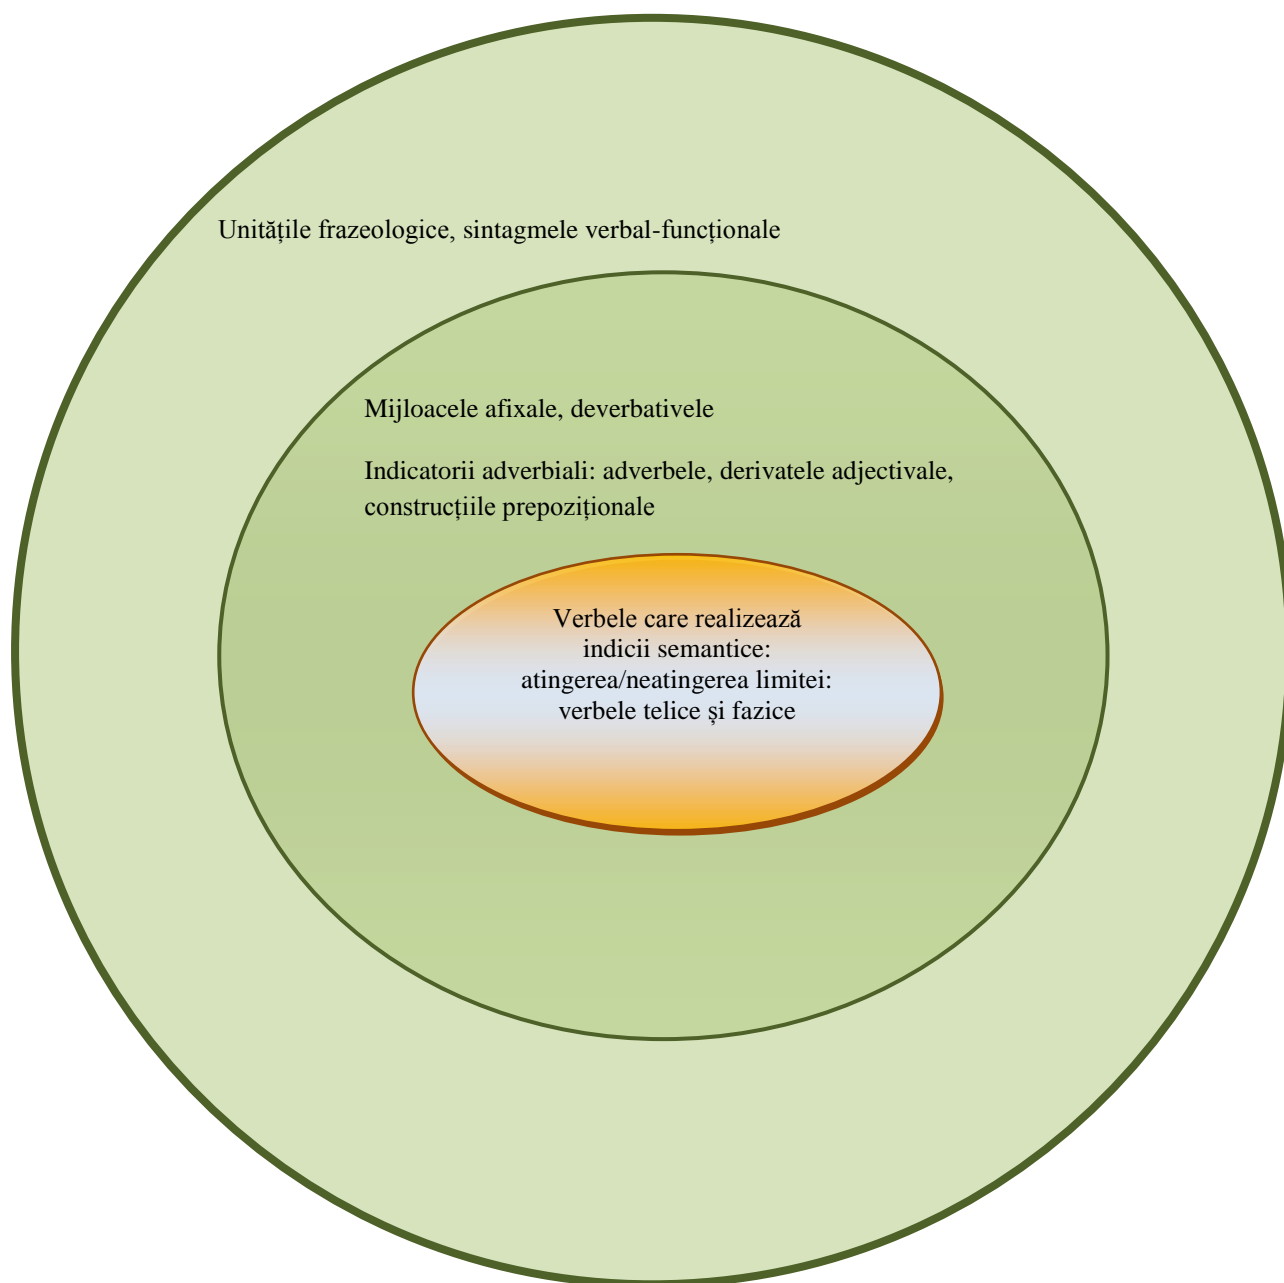 Unitățile frazeologice, sintagmele verbal-funcționale
Mijloacele afixale, deverbativele
Indicatorii adverbiali: adverbele, derivatele adjectivale,
construcțiile prepoziționale
Verbele care realizează
indicii semantice:
atingerea/neatingerea limitei:
verbele telice și fazice